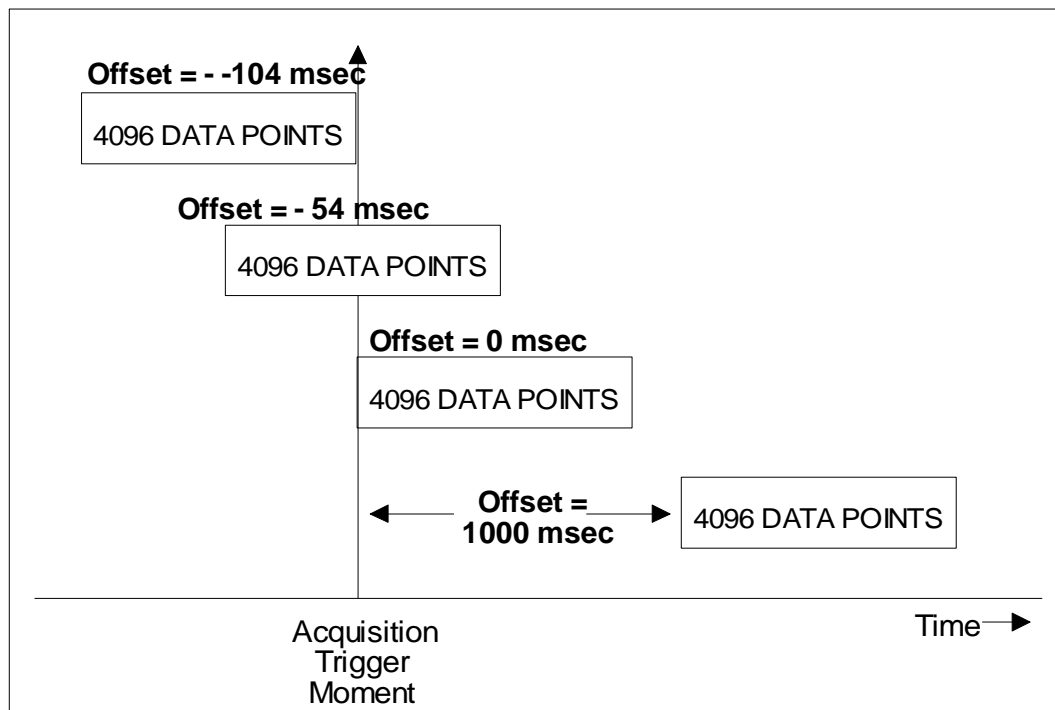 Offset = - -104 msec
4096 DATA POINTS
Offset = - 54 msec
4096 DATA POINTS
Offset = 0 msec
4096 DATA POINTS
Offset =
1000 msec
4096 DATA POINTS
Time
Acquisition
Trigger
Moment